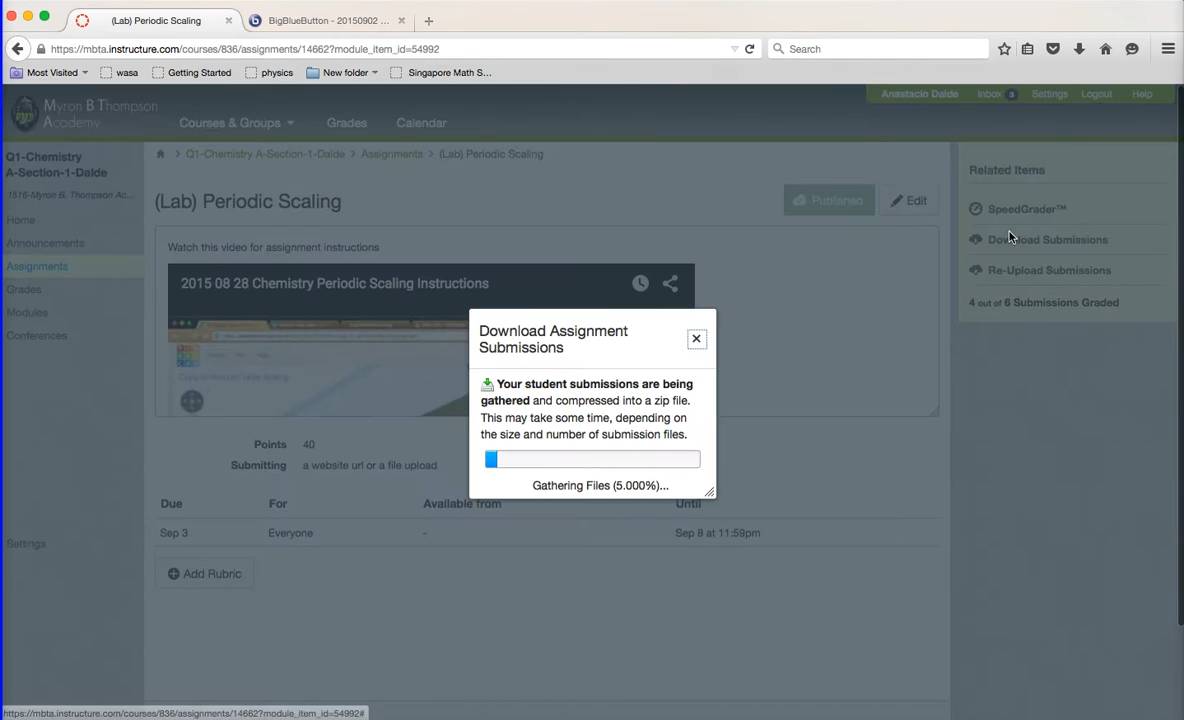 (Lab) Periodic Scaling
BigBlueButton - 20150902 ...
https://mbta.instructure.com/courses/836/assignments/14662?module_item_id=54992
Search
Most Visited
wasa
Getting Started
physics
New folder
Singapore Math S...
Myron B Thompson
Academy
Courses & Groups
Grades
Calendar
Anastacio Dalde
Inbox 3
Settings
Logout
Help
Q1-Chemistry
A-Section-1-Dalde
1516-Myron B. Thompson Ac...
Home
Announcements
Assignments
Grades
Modules
Conferences
Settings
Q1-Chemistry A-Section-1-Dalde
Assignments
(Lab) Periodic Scaling
(Lab) Periodic Scaling
Published
Edit
Watch this video for assignment instructions
2015 08 28 Chemistry Periodic Scaling Instructions
Download Assignment
Submissions
Your student submissions are being
gathered and compressed into a zip file.
This may take some time, depending on
the size and number of submission files.
Gathering Files (5.000%)...
Points 40
Submitting a website url or a file upload
Due For Available from Until
Sep 3 Everyone - Sep 8 at 11:59pm
Add Rubric
Related Items
SpeedGrader™
Download Submissions
Re-Upload Submissions
4 out of 6 Submissions Graded
https://mbta.instructure.com/courses/836/assignments/14662?module_item_id=54992#